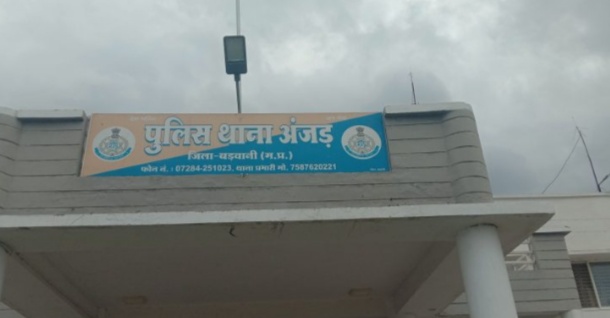 पुलिस थाना अंजड़
जिला-बड़वानी (म.प्र.)
फोन नं. : 07284-251023, थाना प्रभारी मो. 7587620221